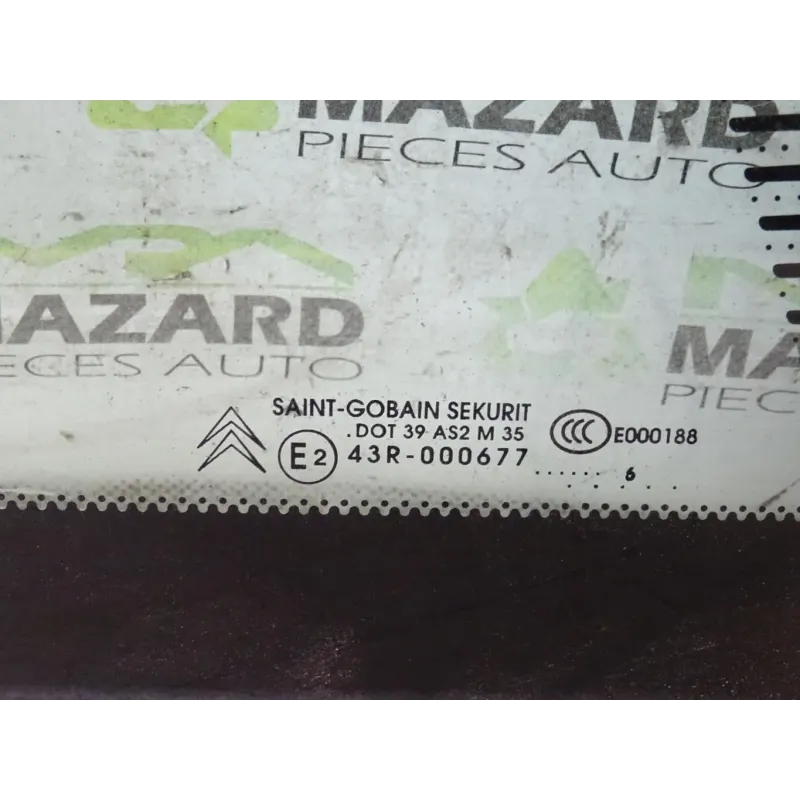 MAZARD
PIECES AUTO
MAZARD
PIECES AUTO
MA
PIECES
SAINT-GOBAIN SEKURIT
.DOT 39 AS2 M 35
CCC E000188
E2 43R-000677
...... 6